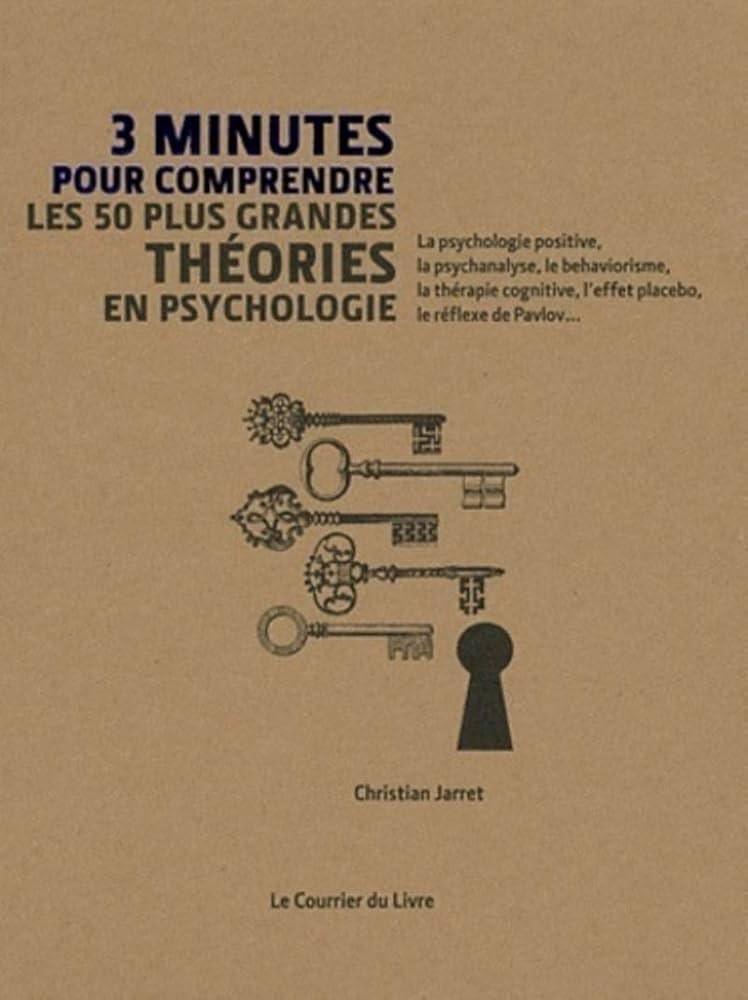 3 MINUTES
POUR COMPRENDRE
LES 50 PLUS GRANDES
THÉORIES
EN PSYCHOLOGIE
La psychologie positive,
la psychanalyse, le behaviorisme,
la thérapie cognitive, l'effet placebo,
le réflexe de Pavlov...
Christian Jarret
Le Courrier du Livre